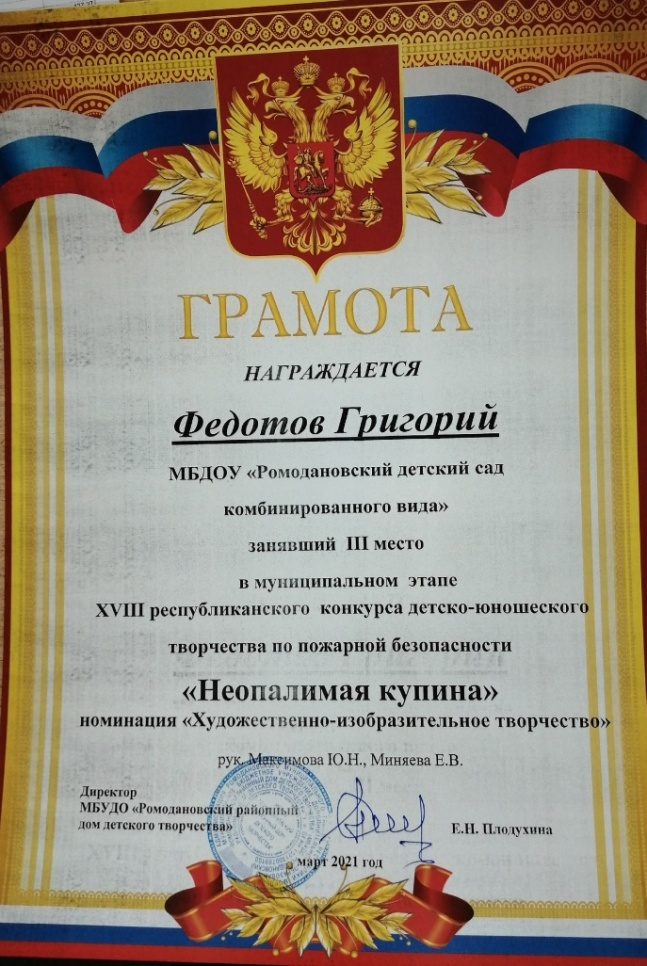 ГРАМОТА
НАГРАЖДАЕТСЯ
Федотов Григорий
МБДОУ «Ромодановский детский сад
комбинированного вида»
занявший III место
в муниципальном этапе
XVIII республиканского конкурса детско-юношеского
творчества по пожарной безопасности
«Неопалимая купина»
номинация «Художественно-изобразительное творчество»
рук. Максимова Ю.Н., Миняева Е.В.
Директор
МБУДО «Ромодановский районный
дом детского творчества»
Е.Н. Плодухина
март 2021 год